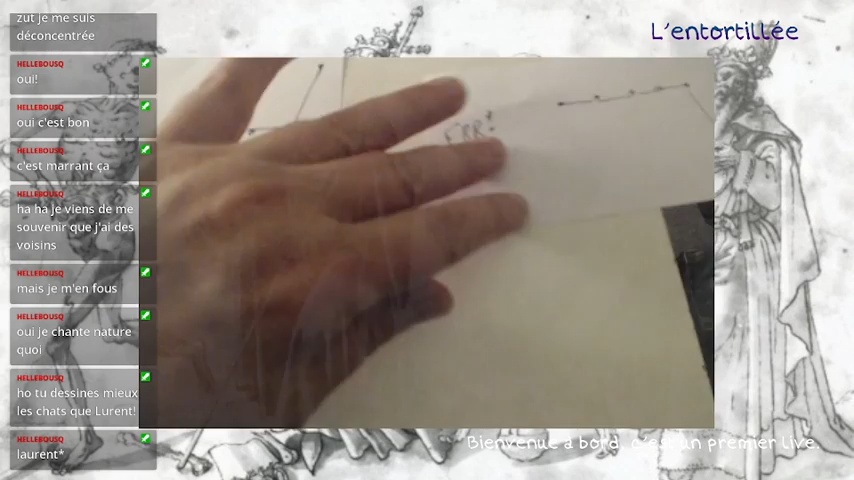 zut je me suis
déconcentrée
HELLEBOUSQ
oui!
HELLEBOUSQ
oui c'est bon
HELLEBOUSQ
c'est marrant ça
HELLEBOUSQ
ha ha je viens de me
souvenir que j'ai des
voisins
HELLEBOUSQ
mais je m'en fous
HELLEBOUSQ
oui je chante nature
quoi
HELLEBOUSQ
ho tu dessines mieux
les chats que Lurent!
HELLEBOUSQ
laurent*
L'entortillée
Bienvenue à bord, c'est un premier live.